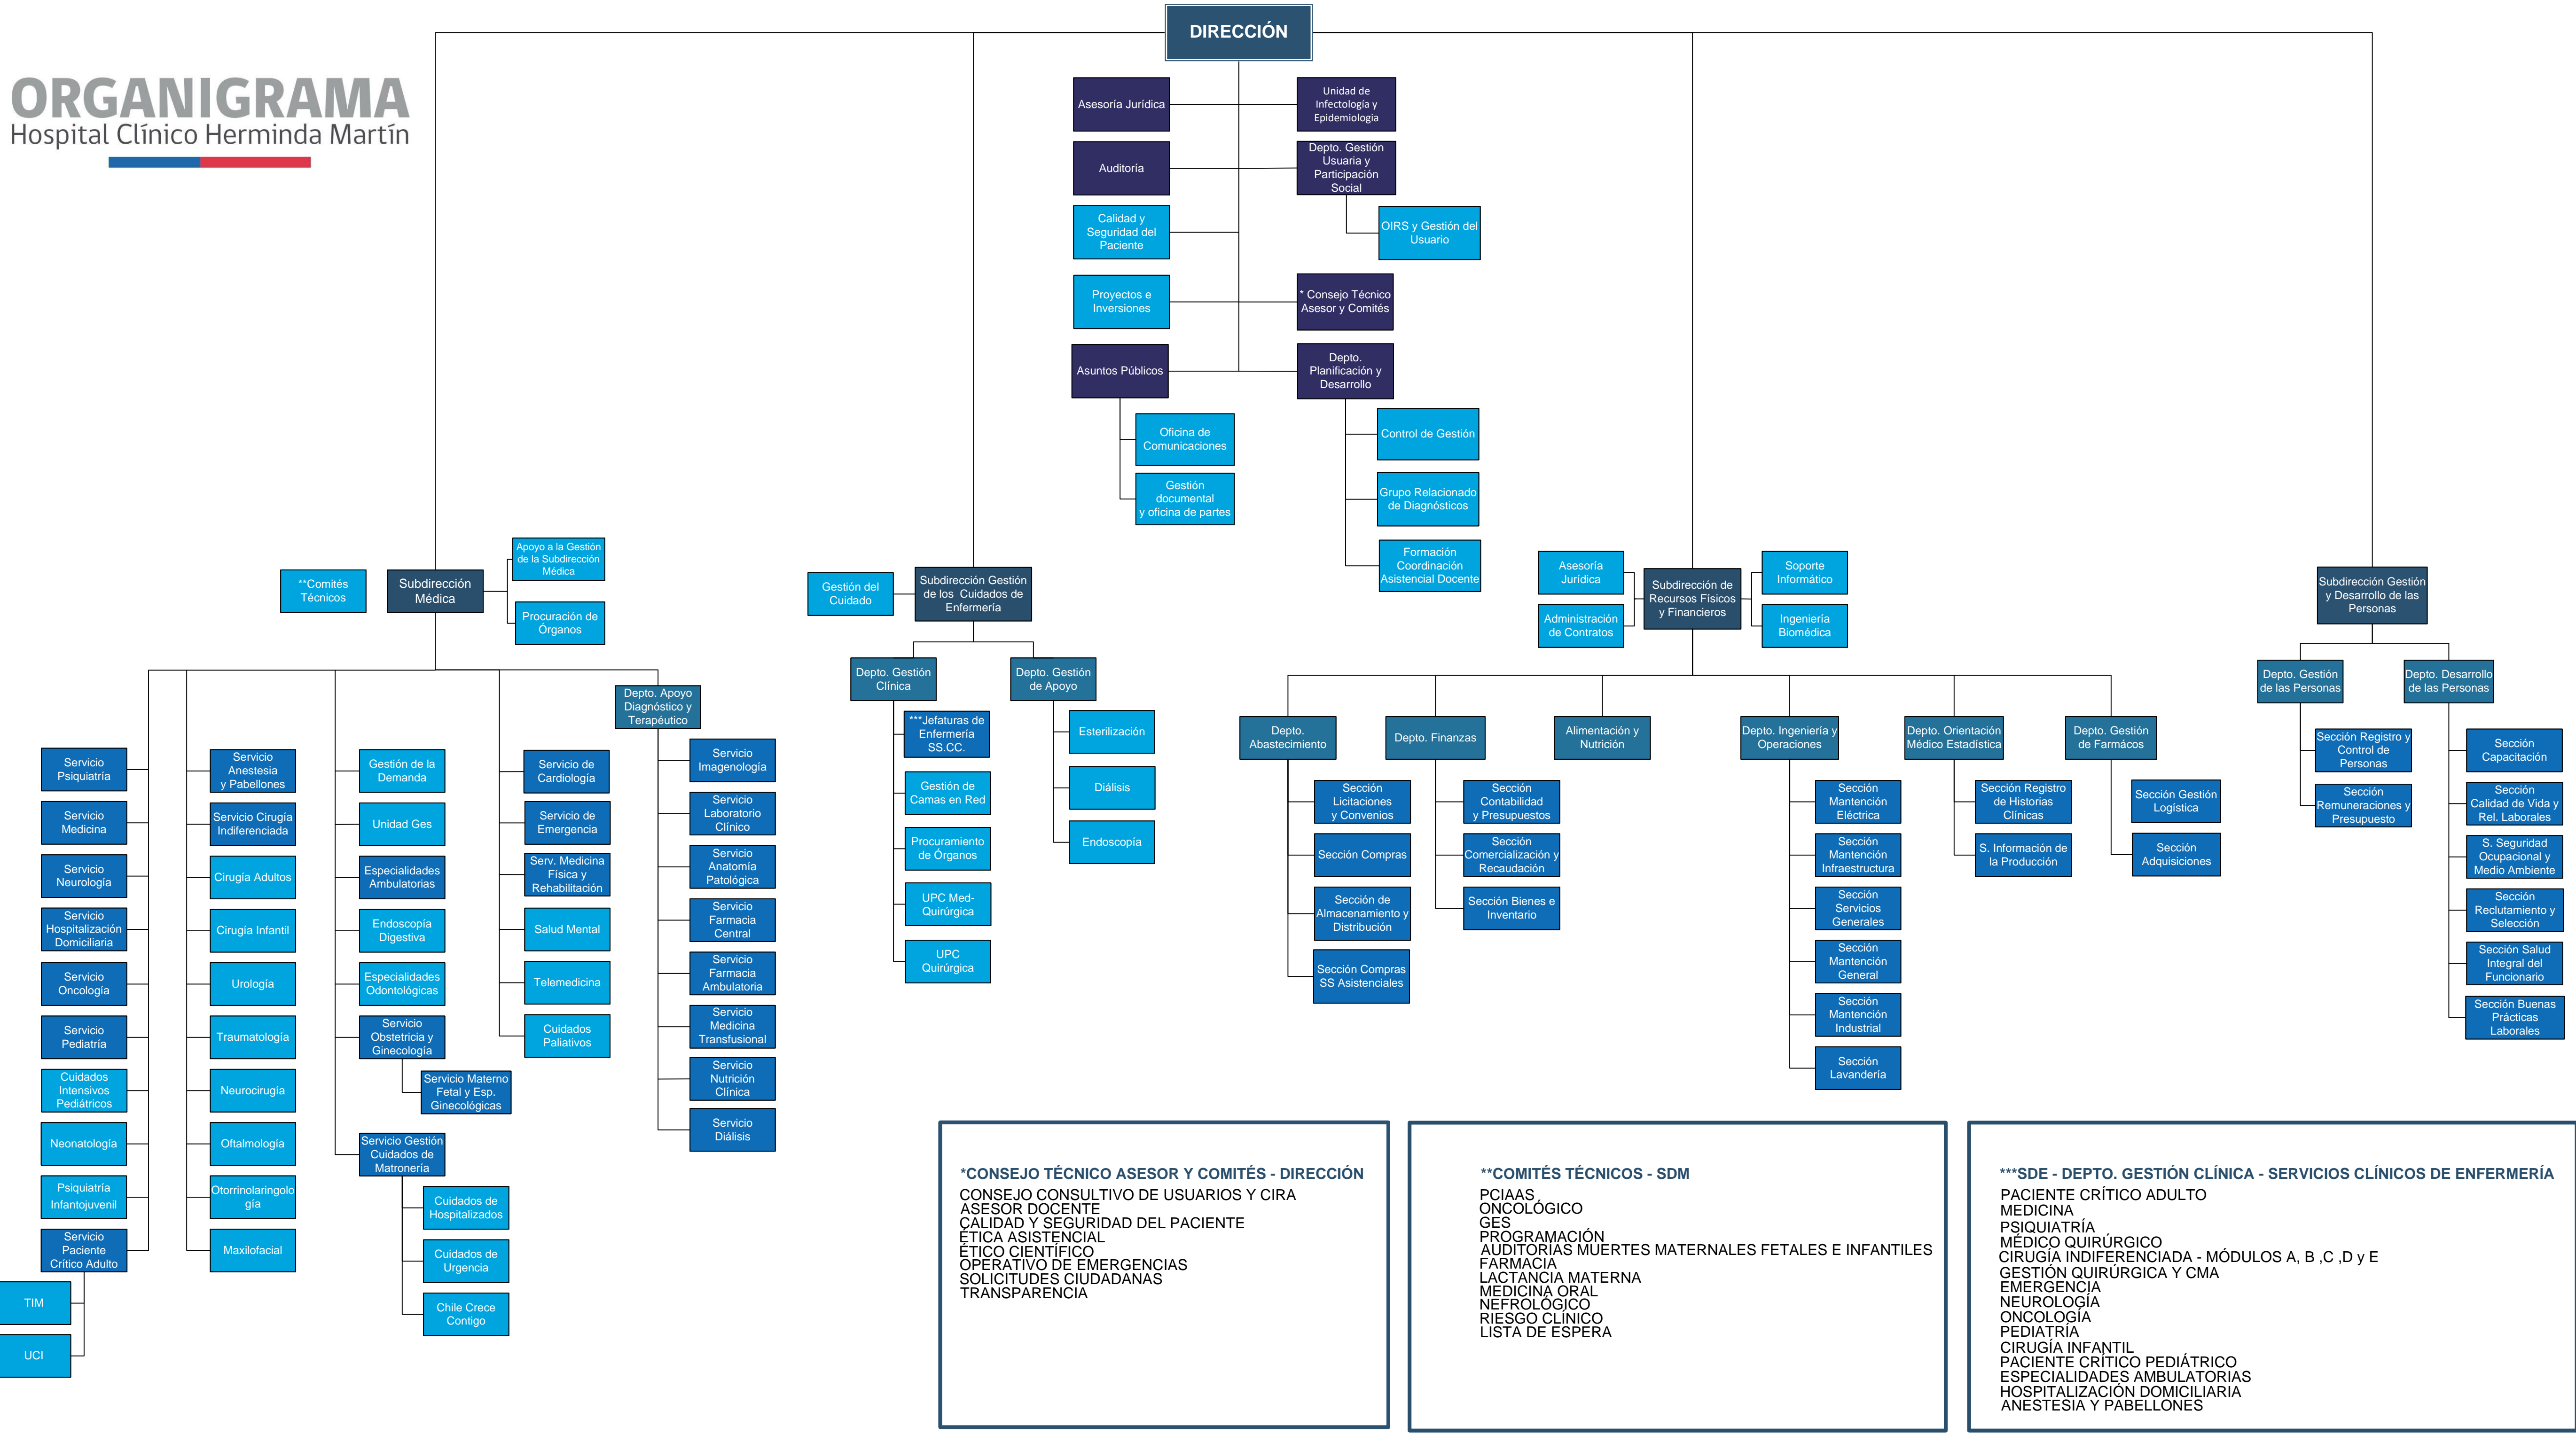 DIRECCIÓN
ORGANIGRAMA
Hospital Clínico Herminda Martín
Asesoría Jurídica
Unidad de
Infectología y
Epidemiología
Auditoría
Depto. Gestión
Usuaria y
Participación
Social
Calidad y
Seguridad del
Paciente
OIRS y Gestión del
Usuario
Proyectos e
Inversiones
* Consejo Técnico
Asesor y Comités
Asuntos Públicos
Depto.
Planificación y
Desarrollo
Oficina de
Comunicaciones
Gestión
documental
y oficina de partes
Control de Gestión
Grupo Relacionado
de Diagnósticos
Formación
Coordinación
Asistencial Docente
**Comités
Técnicos
Subdirección
Médica
Apoyo a la Gestión
de la Subdirección
Médica
Procuración de
Órganos
Gestión del
Cuidado
Subdirección Gestión
de los Cuidados de
Enfermería
Asesoría
Jurídica
Administración
de Contratos
Subdirección de
Recursos Físicos
y Financieros
Soporte
Informático
Ingeniería
Biomédica
Subdirección Gestión
y Desarrollo de las
Personas
Servicio
Psiquiatría
Servicio
Medicina
Servicio
Neurología
Servicio
Hospitalización
Domiciliaria
Servicio
Oncología
Servicio
Pediatría
Cuidados
Intensivos
Pediátricos
Neonatología
Psiquiatría
Infantojuvenil
Servicio
Paciente
Crítico Adulto
TIM
UCI
Servicio
Anestesia
y Pabellones
Servicio Cirugía
Indiferenciada
Cirugía Adultos
Cirugía Infantil
Urología
Traumatología
Neurocirugía
Oftalmología
Otorrinolaringolo
gía
Maxilofacial
Gestión de la
Demanda
Unidad Ges
Especialidades
Ambulatorias
Endoscopía
Digestiva
Especialidades
Odontológicas
Servicio
Obstetricia y
Ginecología
Servicio Materno
Fetal y Esp.
Ginecológicas
Servicio Gestión
Cuidados de
Matronería
Cuidados de
Hospitalizados
Cuidados de
Urgencia
Chile Crece
Contigo
Servicio de
Cardiología
Servicio de
Emergencia
Serv. Medicina
Física y
Rehabilitación
Salud Mental
Telemedicina
Cuidados
Paliativos
Depto. Apoyo
Diagnóstico y
Terapéutico
Servicio
Imagenología
Servicio
Laboratorio
Clínico
Servicio
Anatomía
Patológica
Servicio
Farmacia
Central
Servicio
Farmacia
Ambulatoria
Servicio
Medicina
Transfusional
Servicio
Nutrición
Clínica
Servicio
Diálisis
Depto. Gestión
Clínica
***Jefaturas de
Enfermería
SS.CC.
Gestión de
Camas en Red
Procuramiento
de Órganos
UPC Med-
Quirúrgica
UPC
Quirúrgica
Depto. Gestión
de Apoyo
Esterilización
Diálisis
Endoscopía
Depto.
Abastecimiento
Sección
Licitaciones
y Convenios
Sección Compras
Sección de
Almacenamiento y
Distribución
Sección Compras
SS Asistenciales
Depto. Finanzas
Sección
Contabilidad
y Presupuestos
Sección
Comercialización y
Recaudación
Sección Bienes e
Inventario
Alimentación y
Nutrición
Depto. Ingeniería y
Operaciones
Sección
Mantención
Eléctrica
Sección
Mantención
Infraestructura
Sección
Servicios
Generales
Sección
Mantención
General
Sección
Mantención
Industrial
Sección
Lavandería
Depto. Orientación
Médico Estadística
Sección Registro
de Historias
Clínicas
S. Información de
la Producción
Depto. Gestión
de Farmácos
Sección Gestión
Logística
Sección
Adquisiciones
Depto. Gestión
de las Personas
Sección Registro y
Control de
Personas
Sección
Remuneraciones y
Presupuesto
Depto. Desarrollo
de las Personas
Sección
Capacitación
Sección
Calidad de Vida y
Rel. Laborales
S. Seguridad
Ocupacional y
Medio Ambiente
Sección
Reclutamiento y
Selección
Sección Salud
Integral del
Funcionario
Sección Buenas
Prácticas
Laborales
*CONSEJO TÉCNICO ASESOR Y COMITÉS - DIRECCIÓN
CONSEJO CONSULTIVO DE USUARIOS Y CIRA
ASESOR DOCENTE
CALIDAD Y SEGURIDAD DEL PACIENTE
ÉTICA ASISTENCIAL
ÉTICO CIENTÍFICO
OPERATIVO DE EMERGENCIAS
SOLICITUDES CIUDADANAS
TRANSPARENCIA
**COMITÉS TÉCNICOS - SDM
PCIAAS
ONCOLÓGICO
GES
PROGRAMACIÓN
AUDITORÍAS MUERTES MATERNALES FETALES E INFANTILES
FARMACIA
LACTANCIA MATERNA
MEDICINA ORAL
NEFROLÓGICO
RIESGO CLÍNICO
LISTA DE ESPERA
***SDE - DEPTO. GESTIÓN CLÍNICA - SERVICIOS CLÍNICOS DE ENFERMERÍA
PACIENTE CRÍTICO ADULTO
MEDICINA
PSIQUIATRÍA
MÉDICO QUIRÚRGICO
CIRUGÍA INDIFERENCIADA - MÓDULOS A, B ,C ,D y E
GESTIÓN QUIRÚRGICA Y CMA
EMERGENCIA
NEUROLOGÍA
ONCOLOGÍA
PEDIATRÍA
CIRUGÍA INFANTIL
PACIENTE CRÍTICO PEDIÁTRICO
ESPECIALIDADES AMBULATORIAS
HOSPITALIZACIÓN DOMICILIARIA
ANESTESIA Y PABELLONES